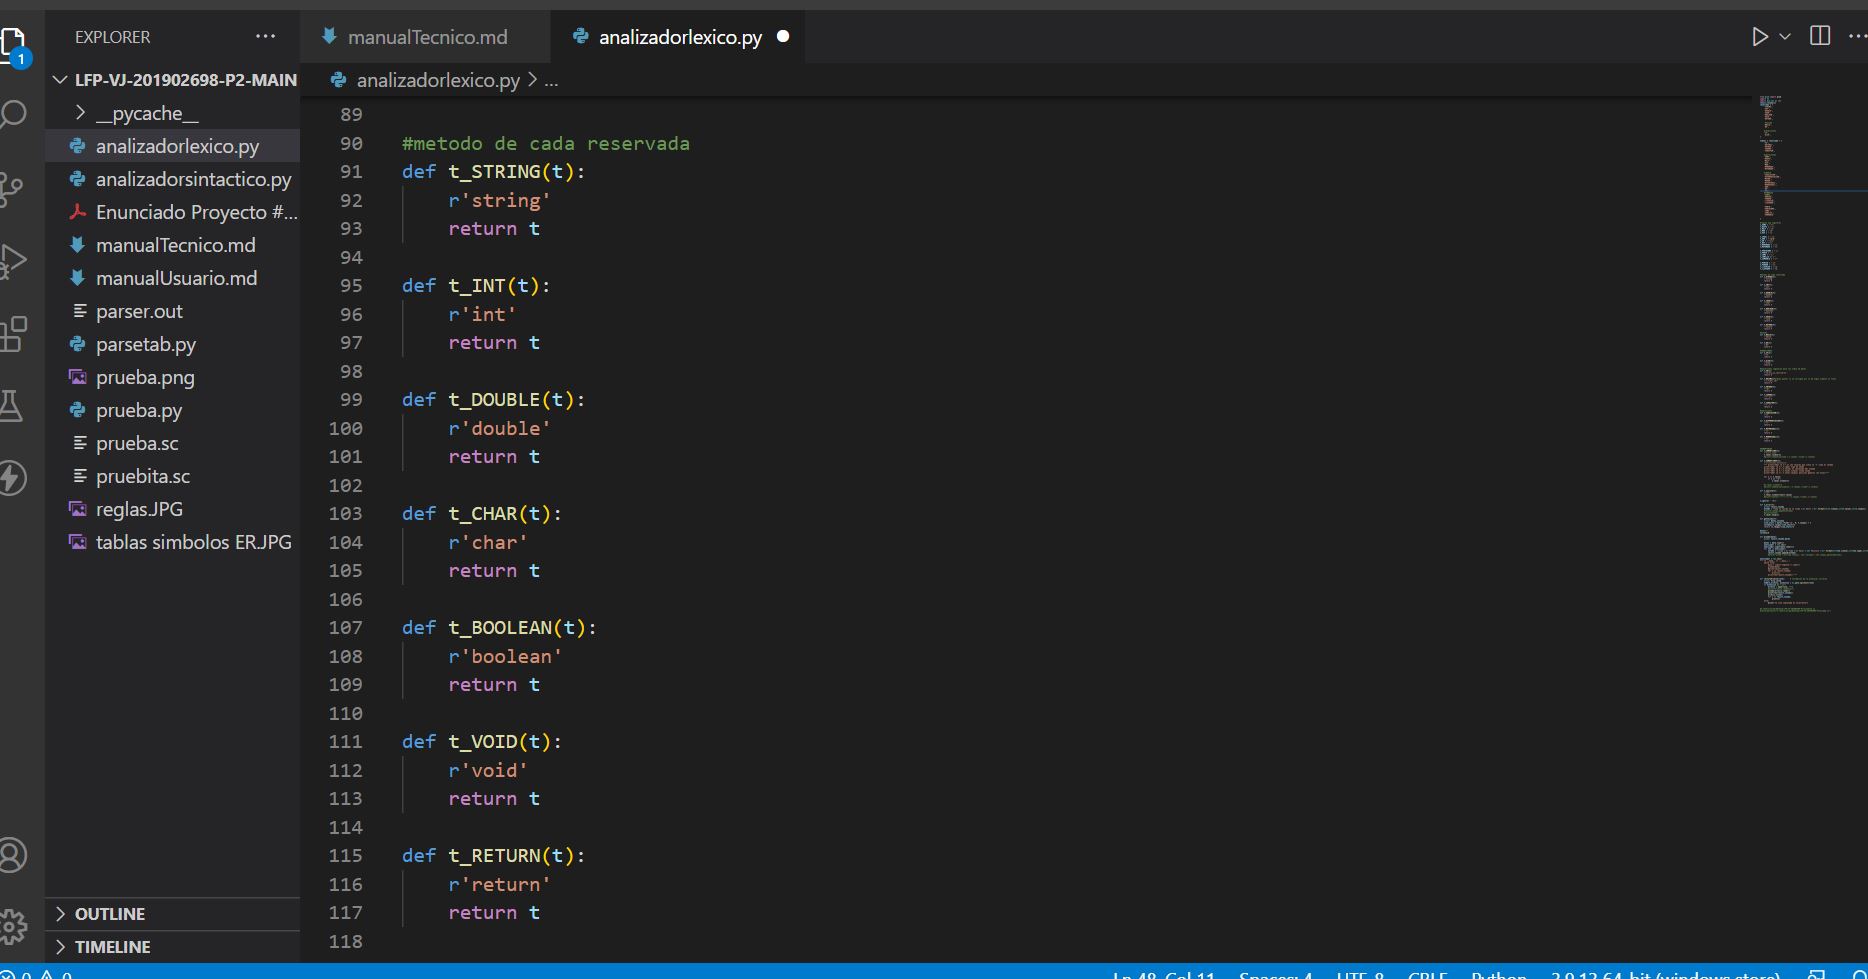 EXPLORER
manualTecnico.md
analizadorlexico.py
1
LFP-VJ-201902698-P2-MAIN
analizadorlexico.py > ...
__pycache__
analizadorlexico.py
analizadorsintactico.py
Enunciado Proyecto #...
manualTecnico.md
manualUsuario.md
parser.out
parsetab.py
prueba.png
prueba.py
prueba.sc
pruebita.sc
reglas.JPG
tablas simbolos ER.JPG
OUTLINE
TIMELINE
89
90 #metodo de cada reservada
91 def t_STRING(t):
92 r'string'
93 return t
94
95 def t_INT(t):
96 r'int'
97 return t
98
99 def t_DOUBLE(t):
100 r'double'
101 return t
102
103 def t_CHAR(t):
104 r'char'
105 return t
106
107 def t_BOOLEAN(t):
108 r'boolean'
109 return t
110
111 def t_VOID(t):
112 r'void'
113 return t
114
115 def t_RETURN(t):
116 r'return'
117 return t
118
0 0 Ln 48, Col 11 Spaces: 4 UTF-8 CRLF Python 3.9.13 64-bit (windows store)